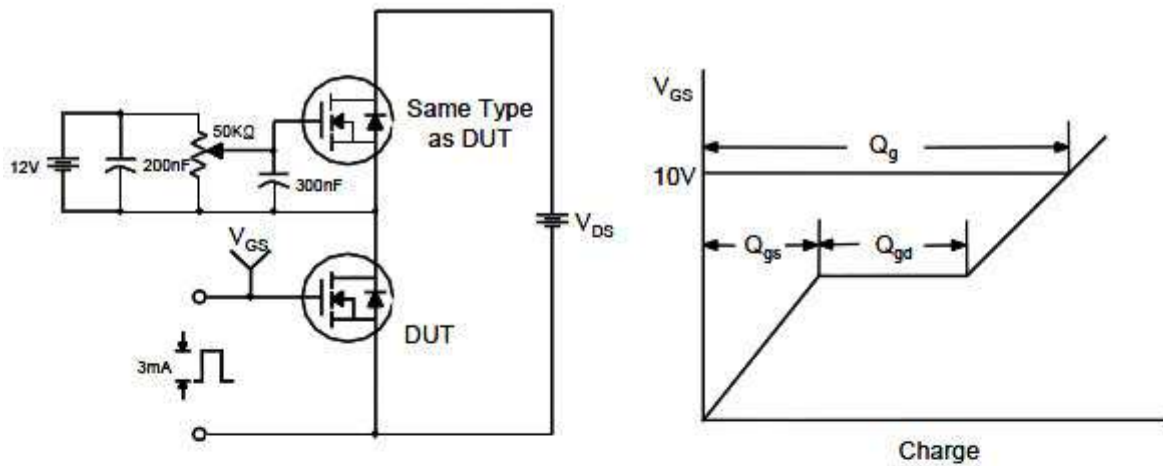 Same Type
as DUT
50KΩ
12V
200nF
300nF
V_GS
V_DS
DUT
3mA
V_GS
Q_g
10V
Q_gs
Q_gd
Charge